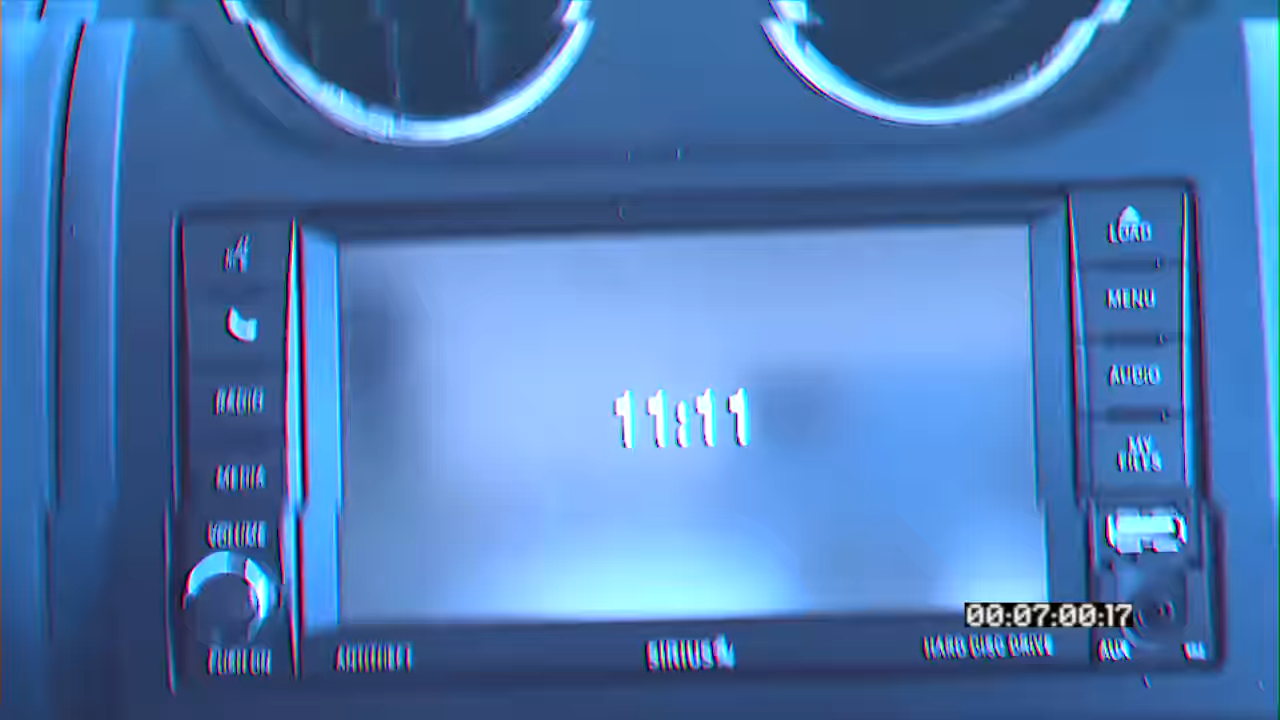 LOAD
MENU
AUDIO
MY
FILES
RADIO
MEDIA
VOLUME
PUSH ON
11:11
00:07:00:17
ANTITHEFT
SIRIUS
HARD DISC DRIVE
AUX